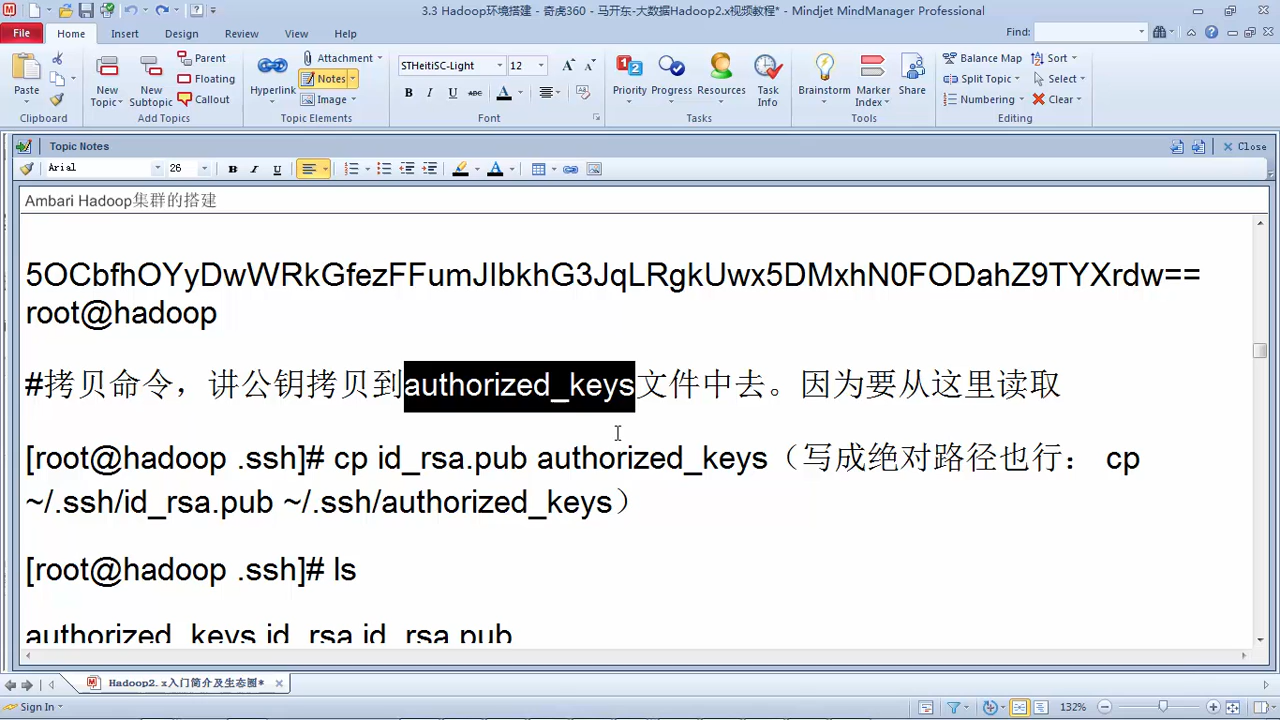 3.3 Hadoop环境搭建 - 奇虎360 - 马开东-大数据Hadoop2.x视频教程* - Mindjet MindManager Professional
File Home Insert Design Review View Help Find:
Paste
Clipboard
New Topic
New Subtopic
Parent
Floating
Callout
Add Topics
Hyperlink
Attachment
Notes
Image
Topic Elements
STHeitiSC-Light 12
B I U ABC A
Font
Priority
Progress
Resources
Task Info
Tasks
Brainstorm
Marker Index
Share
Tools
Balance Map
Split Topic
Numbering
Sort
Select
Clear
Editing
Topic Notes Close
Arial 26 B I U A
Ambari Hadoop集群的搭建
5OCbfhOYyDwWRkGfezFFumJIbkhG3JqLRgkUwx5DMxhN0FODahZ9TYXrdw==
root@hadoop
#拷贝命令，讲公钥拷贝到authorized_keys文件中去。因为要从这里读取
[root@hadoop .ssh]# cp id_rsa.pub authorized_keys（写成绝对路径也行： cp
~/.ssh/id_rsa.pub ~/.ssh/authorized_keys）
[root@hadoop .ssh]# ls
authorized_keys id_rsa id_rsa.pub
Hadoop2.x入门简介及生态圈*
Sign In 132%